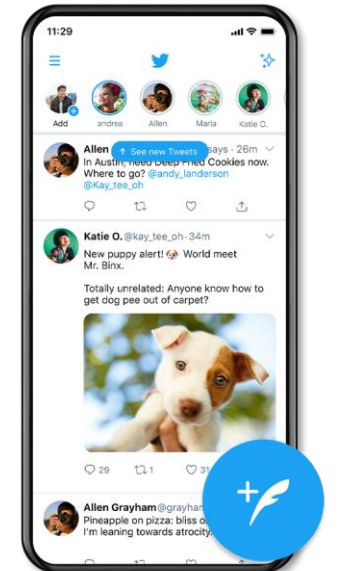 11:29
Add
andrea
Allen
Maria
Katie O.
Allen
↑ See new Tweets
says · 26m
In Austin, need Deep Fried Cookies now.
Where to go? @andy_landerson
@Kay_tee_oh
Katie O. @kay_tee_oh · 34m
New puppy alert! 🐶 World meet
Mr. Binx.
Totally unrelated: Anyone know how to
get dog pee out of carpet?
29
1
31
Allen Grayham @grayham
Pineapple on pizza: bliss
I'm leaning towards atrocity.